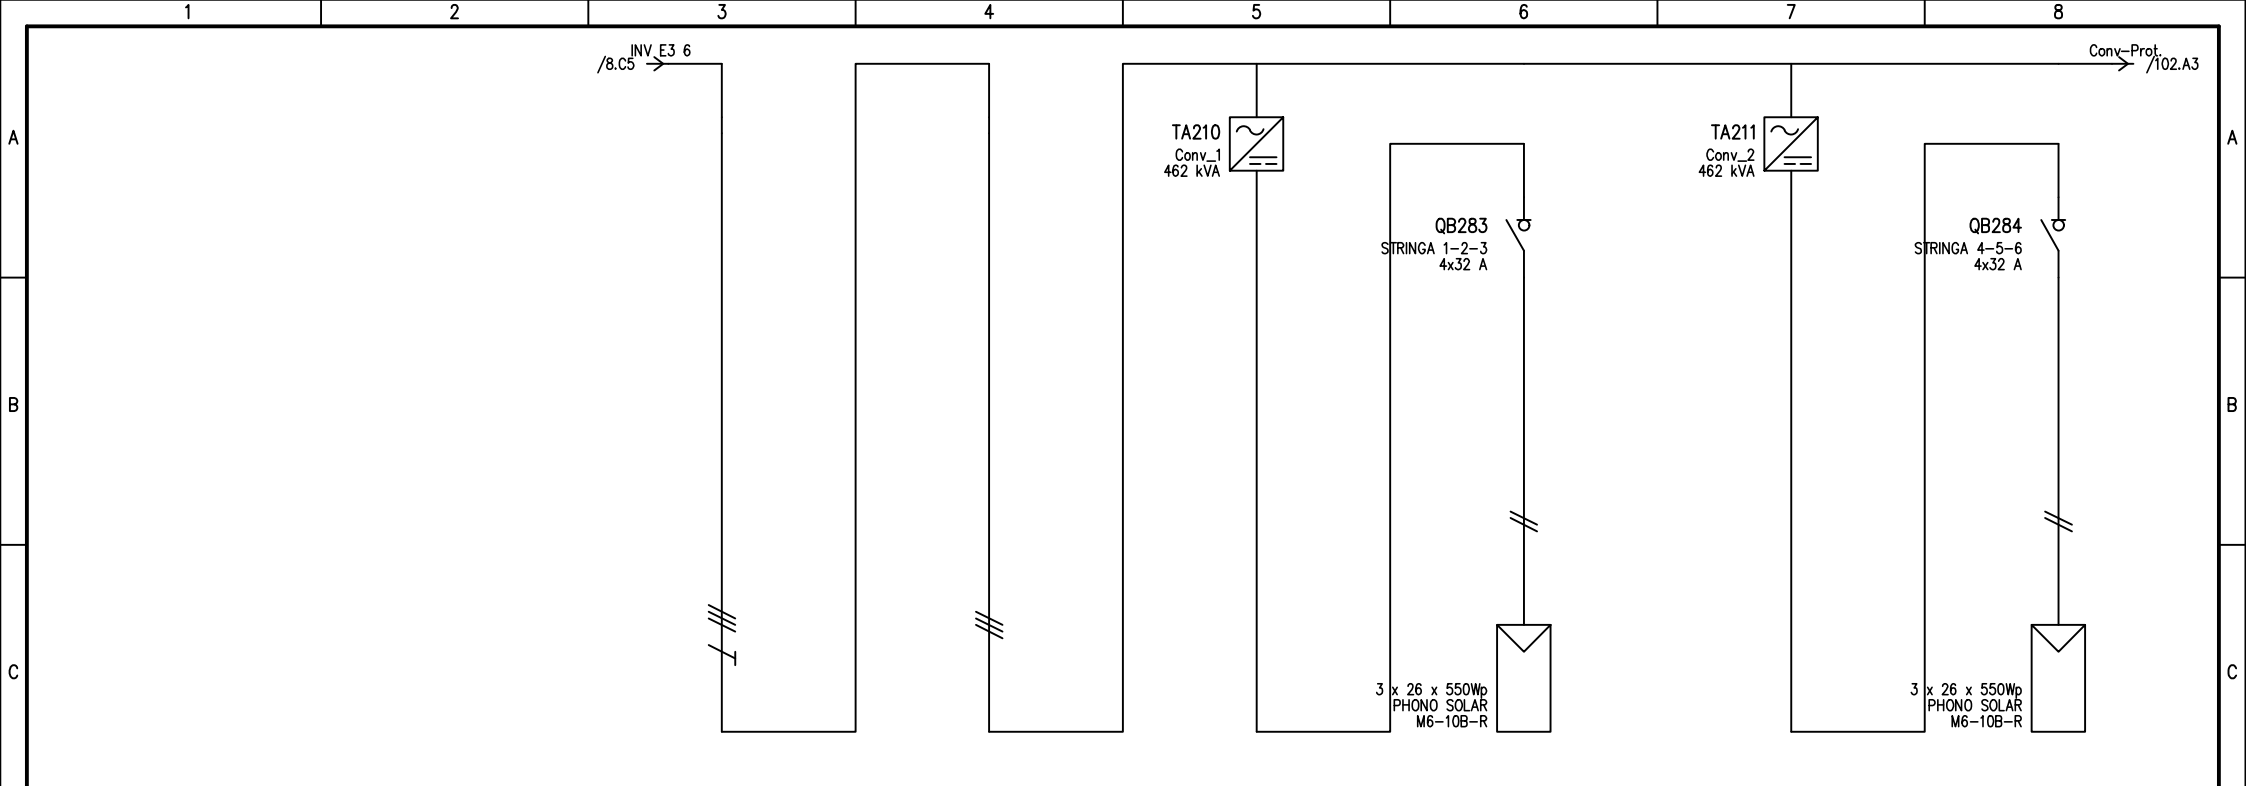 1 2 3 4 5 6 7 8
INV E3 6
/8.C5
Conv-Prot.
/102.A3
A A
TA210
Conv_1
462 kVA
TA211
Conv_2
462 kVA
QB283
STRINGA 1-2-3
4x32 A
QB284
STRINGA 4-5-6
4x32 A
B B
C C
3 x 26 x 550Wp
PHONO SOLAR
M6-10B-R
3 x 26 x 550Wp
PHONO SOLAR
M6-10B-R